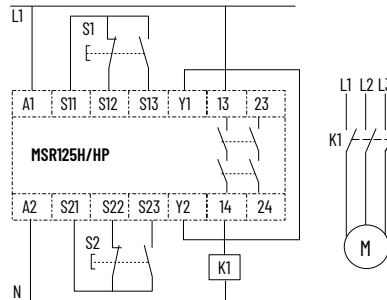 L1
S1
A1 S11 S12 S13 Y1 13 23
L1 L2 L3
K1
MSR125H/HP
A2 S21 S22 S23 Y2 14 24
S2
K1
M
N